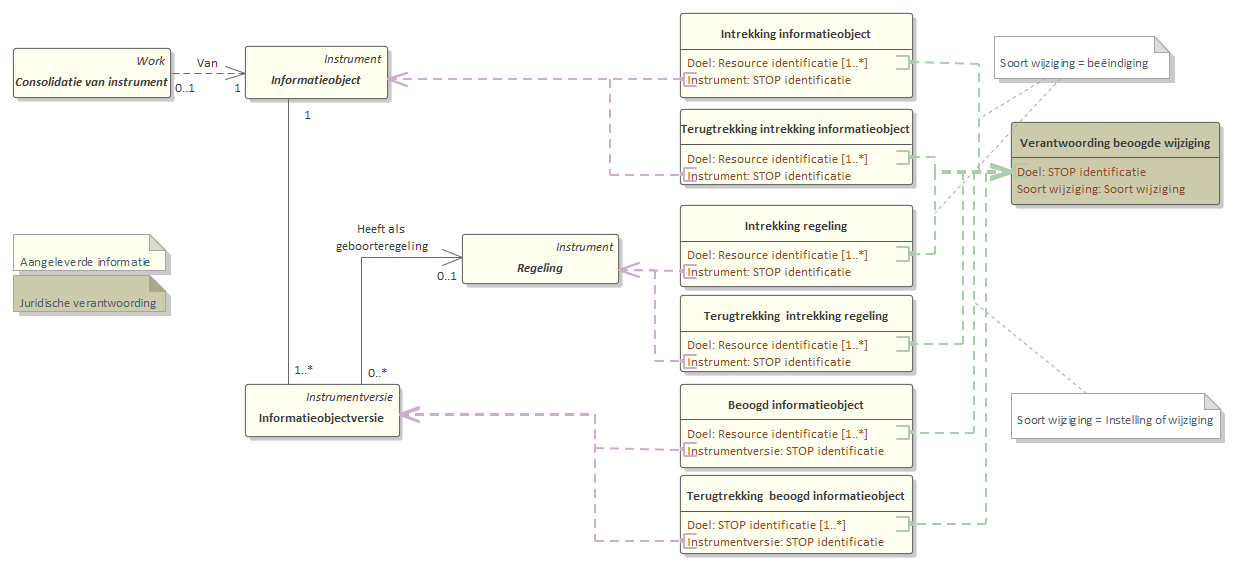 Work
Consolidatie van instrument
Van
0..1
1
Instrument
Informatieobject
1
Intrekking informatieobject
Doel: Resource identificatie [1..*]
Instrument: STOP identificatie
Soort wijziging = beëindiging
Terugtrekking intrekking informatieobject
Doel: Resource identificatie [1..*]
Instrument: STOP identificatie
Verantwoording beoogde wijziging
Doel: STOP identificatie
Soort wijziging: Soort wijziging
Intrekking regeling
Doel: Resource identificatie [1..*]
Instrument: STOP identificatie
Heeft als
geboorteregeling
0..1
Instrument
Regeling
Aangeleverde informatie
Juridische verantwoording
Terugtrekking  intrekking regeling
Doel: Resource identificatie [1..*]
Instrument: STOP identificatie
1..*
0..*
Instrumentversie
Informatieobjectversie
Beoogd informatieobject
Doel: Resource identificatie [1..*]
Instrumentversie: STOP identificatie
Soort wijziging = Instelling of wijziging
Terugtrekking  beoogd informatieobject
Doel: STOP identificatie [1..*]
Instrumentversie: STOP identificatie